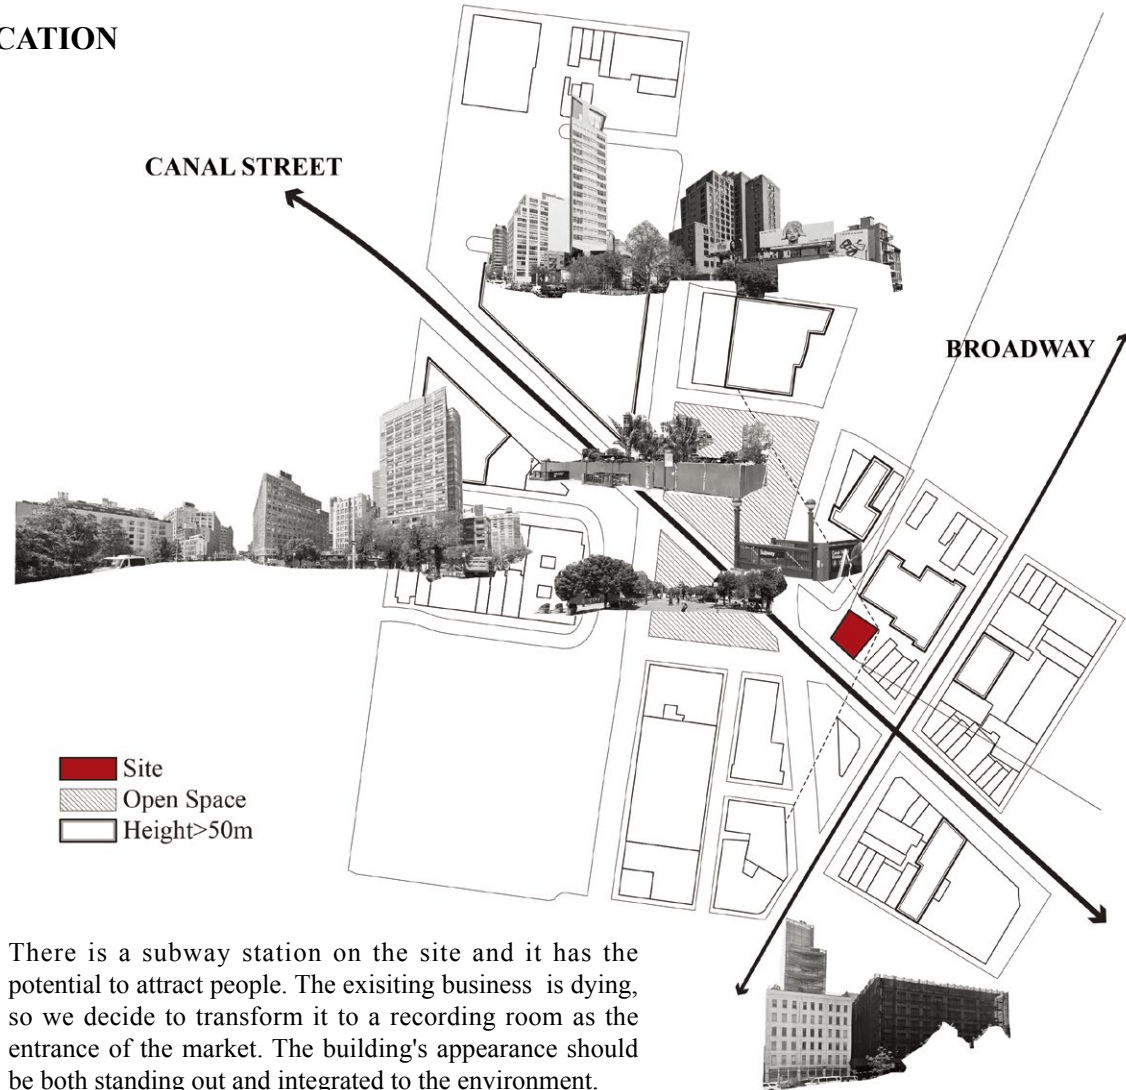 CATION
CANAL STREET
BROADWAY
Subway
Site
Open Space
Height>50m
There is a subway station on the site and it has the
potential to attract people. The exisiting business is dying,
so we decide to transform it to a recording room as the
entrance of the market. The building's appearance should
be both standing out and integrated to the environment.